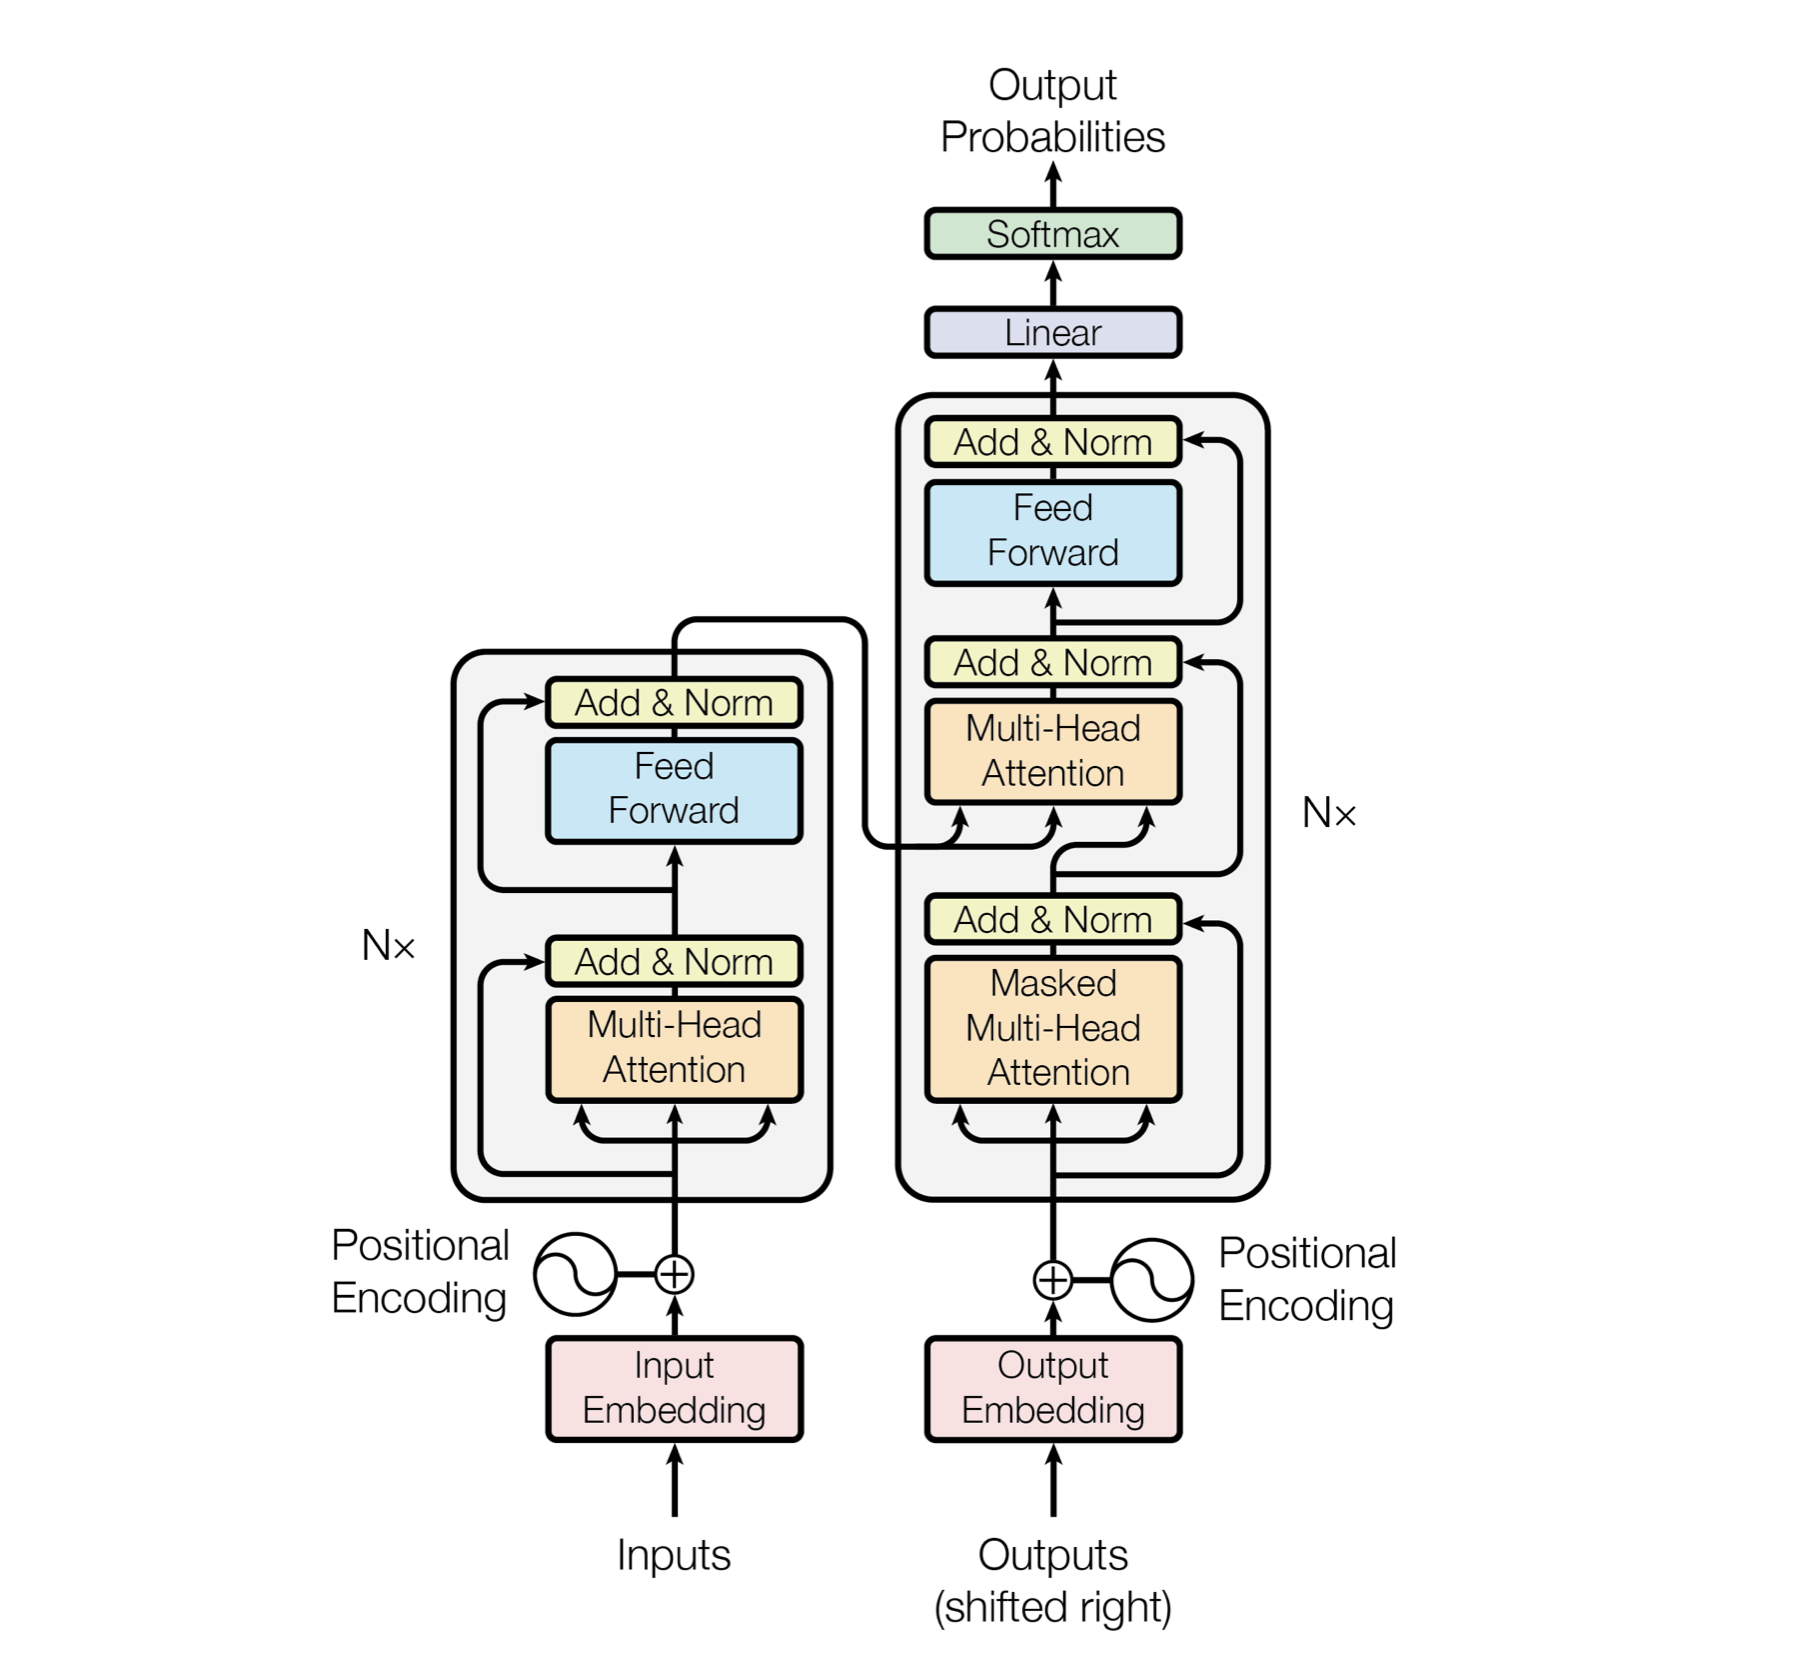 Output
Probabilities
Softmax
Linear
Add & Norm
Feed
Forward
Add & Norm
Multi-Head
Attention
Nx
Add & Norm
Masked
Multi-Head
Attention
Add & Norm
Feed
Forward
Nx
Add & Norm
Multi-Head
Attention
Positional
Encoding
Positional
Encoding
Input
Embedding
Output
Embedding
Inputs
Outputs
(shifted right)